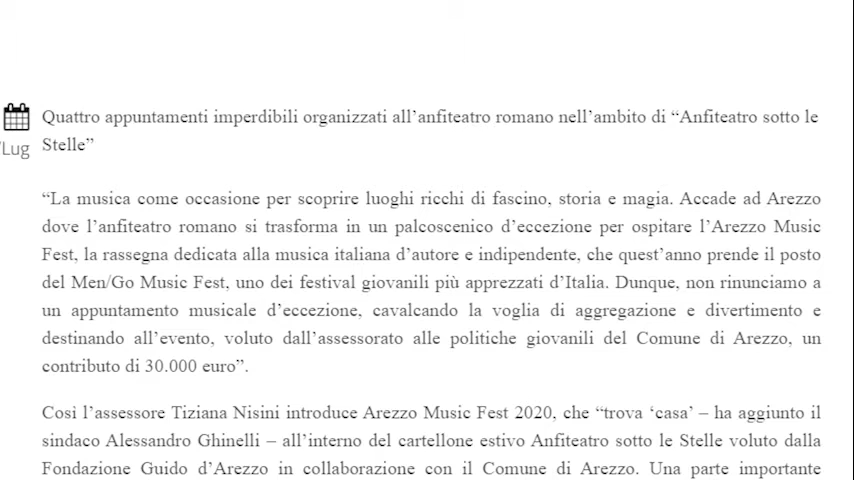 Quattro appuntamenti imperdibili organizzati all’anfiteatro romano nell’ambito di “Anfiteatro sotto le
/Lug
Stelle”
“La musica come occasione per scoprire luoghi ricchi di fascino, storia e magia. Accade ad Arezzo
dove l’anfiteatro romano si trasforma in un palcoscenico d’eccezione per ospitare l’Arezzo Music
Fest, la rassegna dedicata alla musica italiana d’autore e indipendente, che quest’anno prende il posto
del Men/Go Music Fest, uno dei festival giovanili più apprezzati d’Italia. Dunque, non rinunciamo a
un appuntamento musicale d’eccezione, cavalcando la voglia di aggregazione e divertimento e
destinando all’evento, voluto dall’assessorato alle politiche giovanili del Comune di Arezzo, un
contributo di 30.000 euro”.
Così l’assessore Tiziana Nisini introduce Arezzo Music Fest 2020, che “trova ‘casa’ – ha aggiunto il
sindaco Alessandro Ghinelli – all’interno del cartellone estivo Anfiteatro sotto le Stelle voluto dalla
Fondazione Guido d’Arezzo in collaborazione con il Comune di Arezzo. Una parte importante